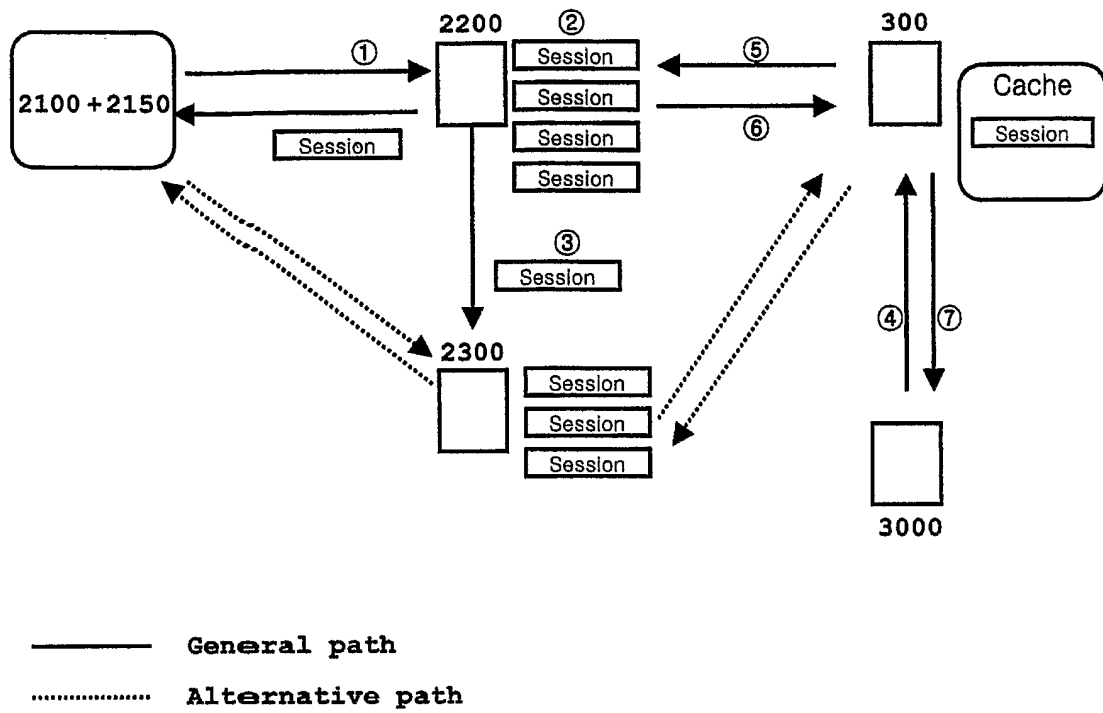 2200
②
300
①
Session
⑤
Cache
2100+2150
Session
Session
⑥
Session
Session
Session
③
Session
④
⑦
2300
Session
Session
Session
3000
General path
Alternative path